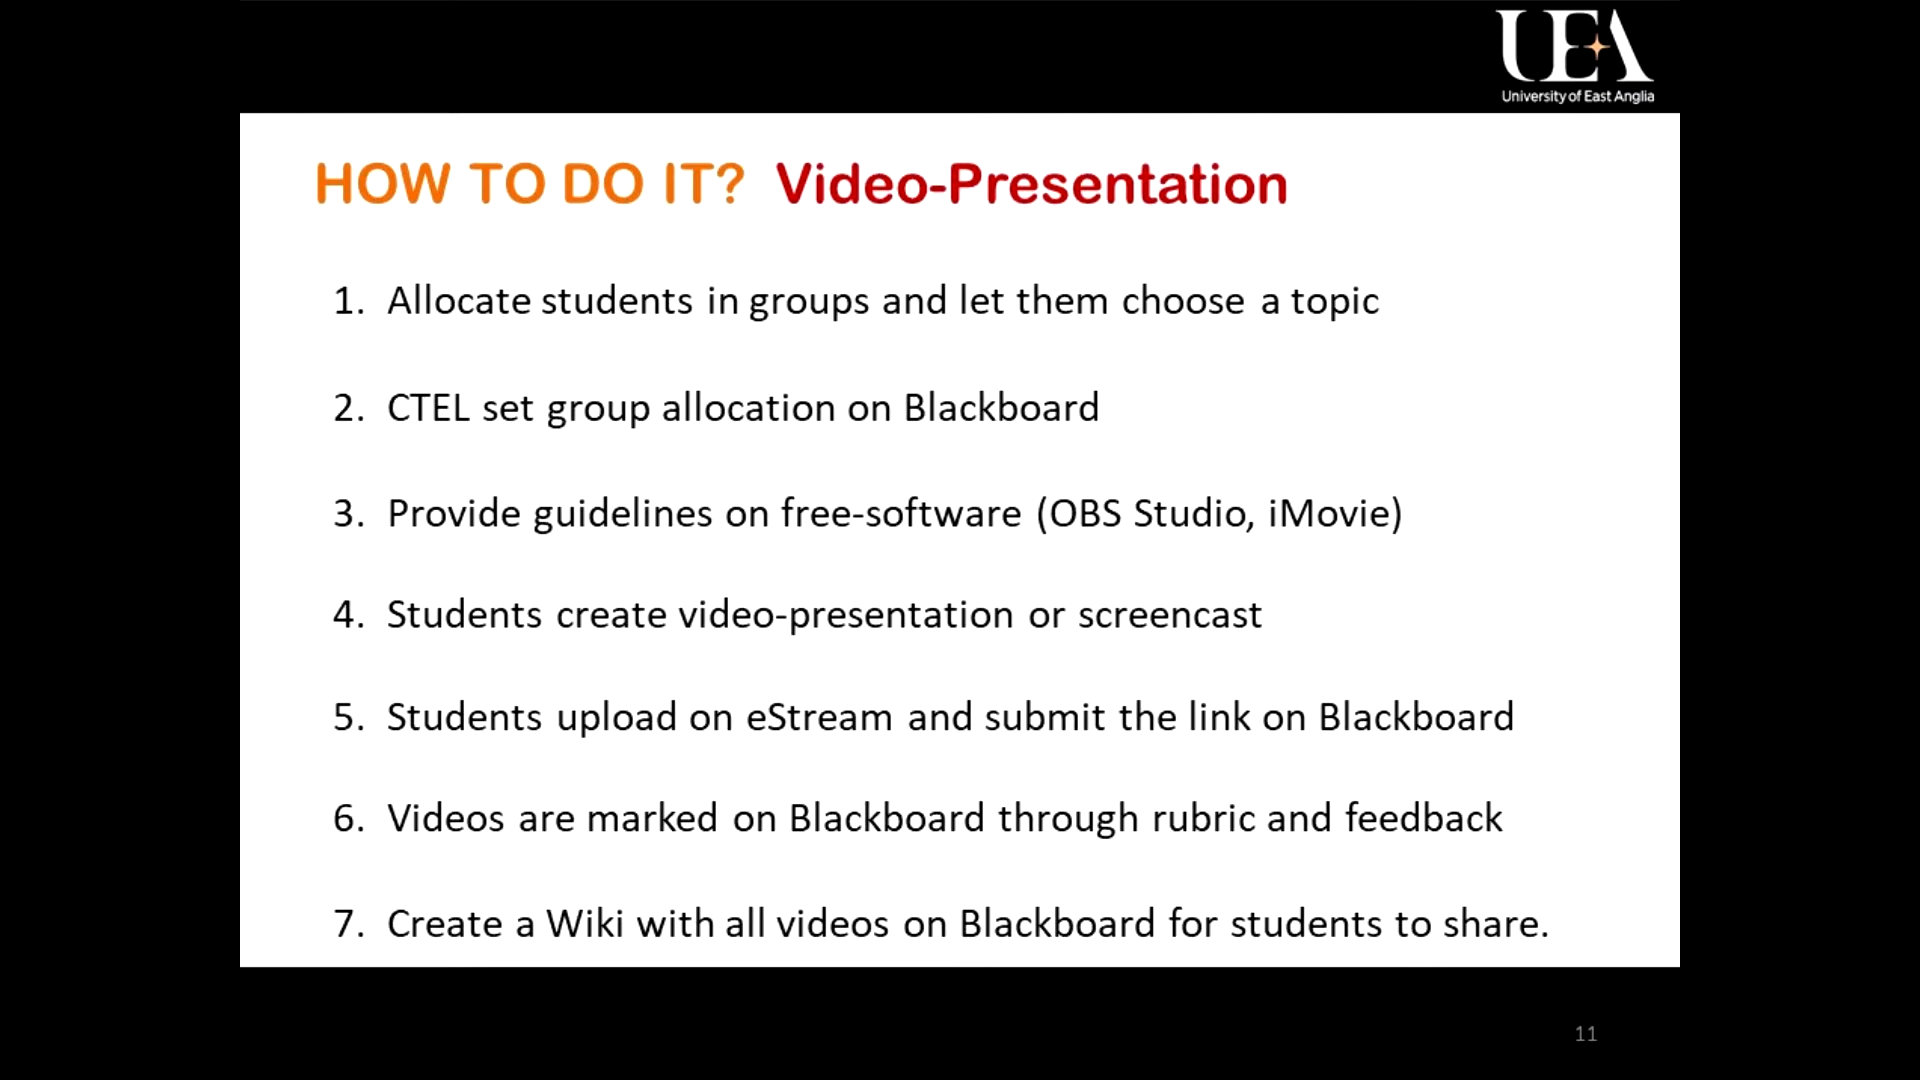 UEA
University of East Anglia
HOW TO DO IT? Video-Presentation
1. Allocate students in groups and let them choose a topic
2. CTEL set group allocation on Blackboard
3. Provide guidelines on free-software (OBS Studio, iMovie)
4. Students create video-presentation or screencast
5. Students upload on eStream and submit the link on Blackboard
6. Videos are marked on Blackboard through rubric and feedback
7. Create a Wiki with all videos on Blackboard for students to share.
11